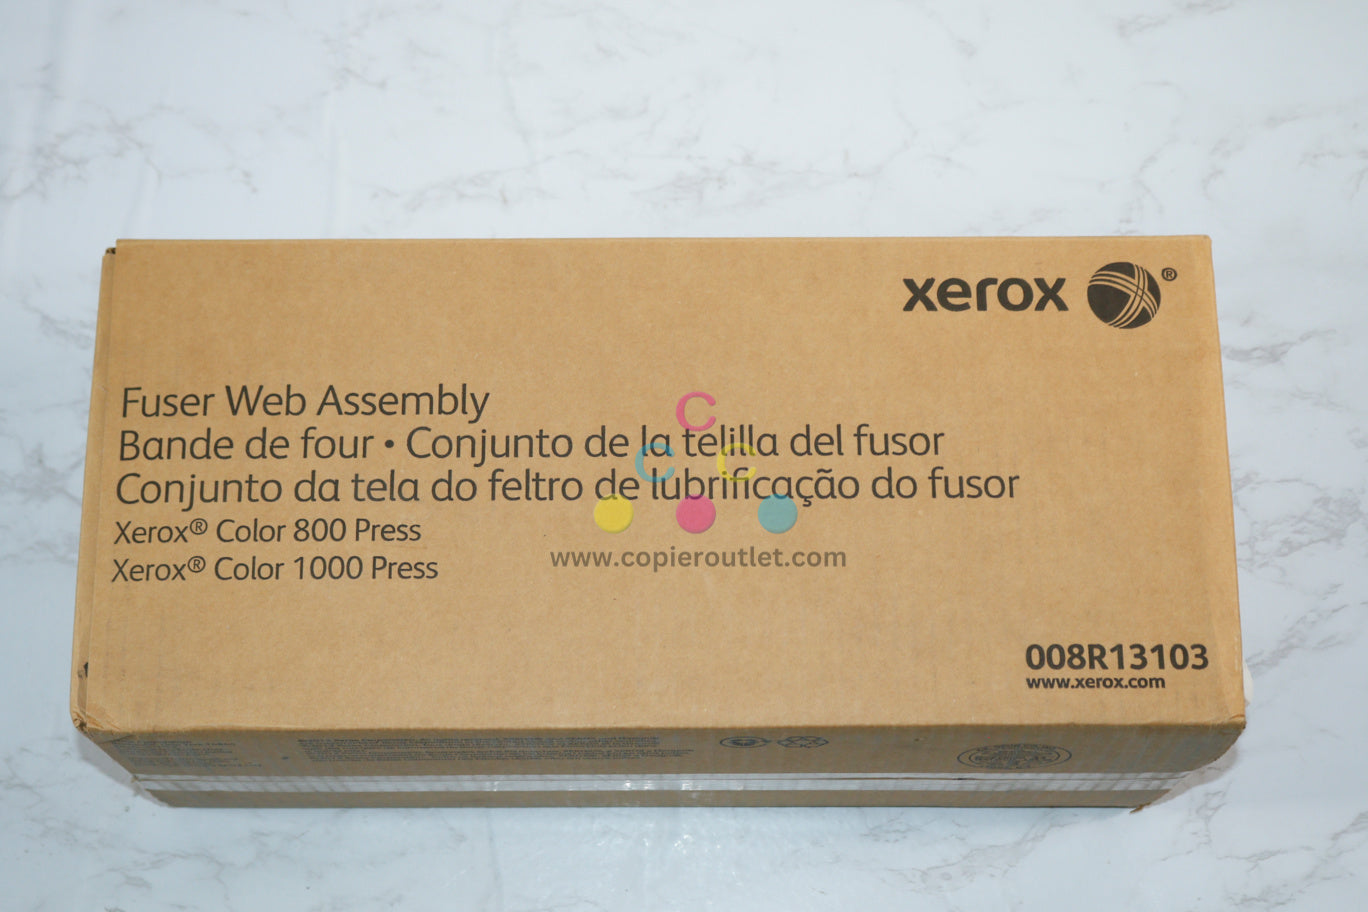 xerox ®
Fuser Web Assembly
Bande de four • Conjunto de la telilla del fusor
Conjunto da tela do feltro de lubrificação do fusor
Xerox® Color 800 Press
Xerox® Color 1000 Press
CCC
www.copieroutlet.com
008R13103
www.xerox.com